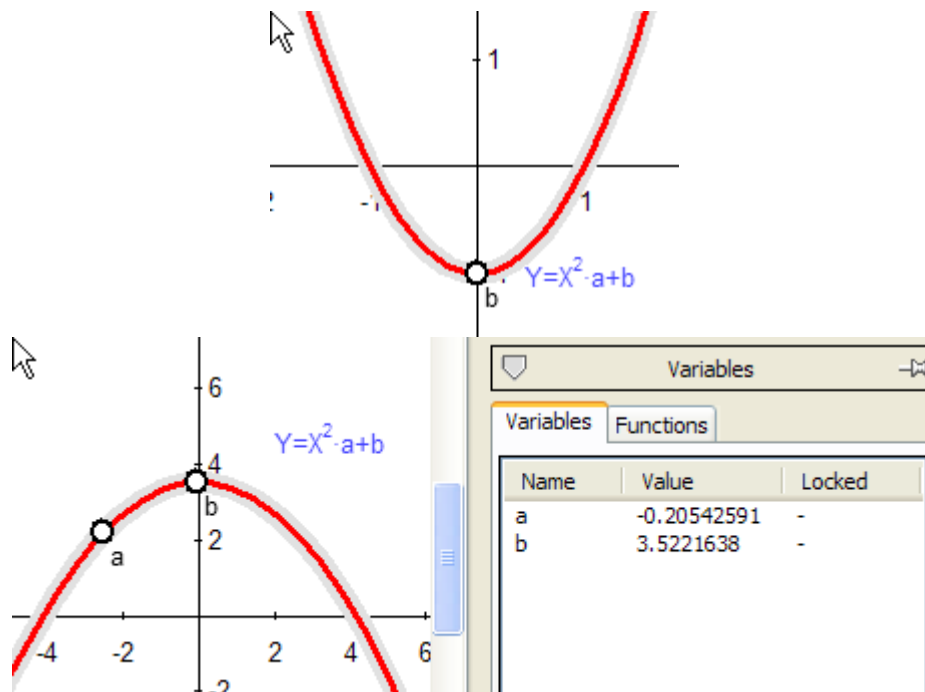 1
2 -1 1
Y=X²·a+b
b
6
Y=X²·a+b
4
b
a
2
-4 -2 2 4 6
-2
Variables
Variables Functions
Name Value Locked
a -0.20542591 -
b 3.5221638 -